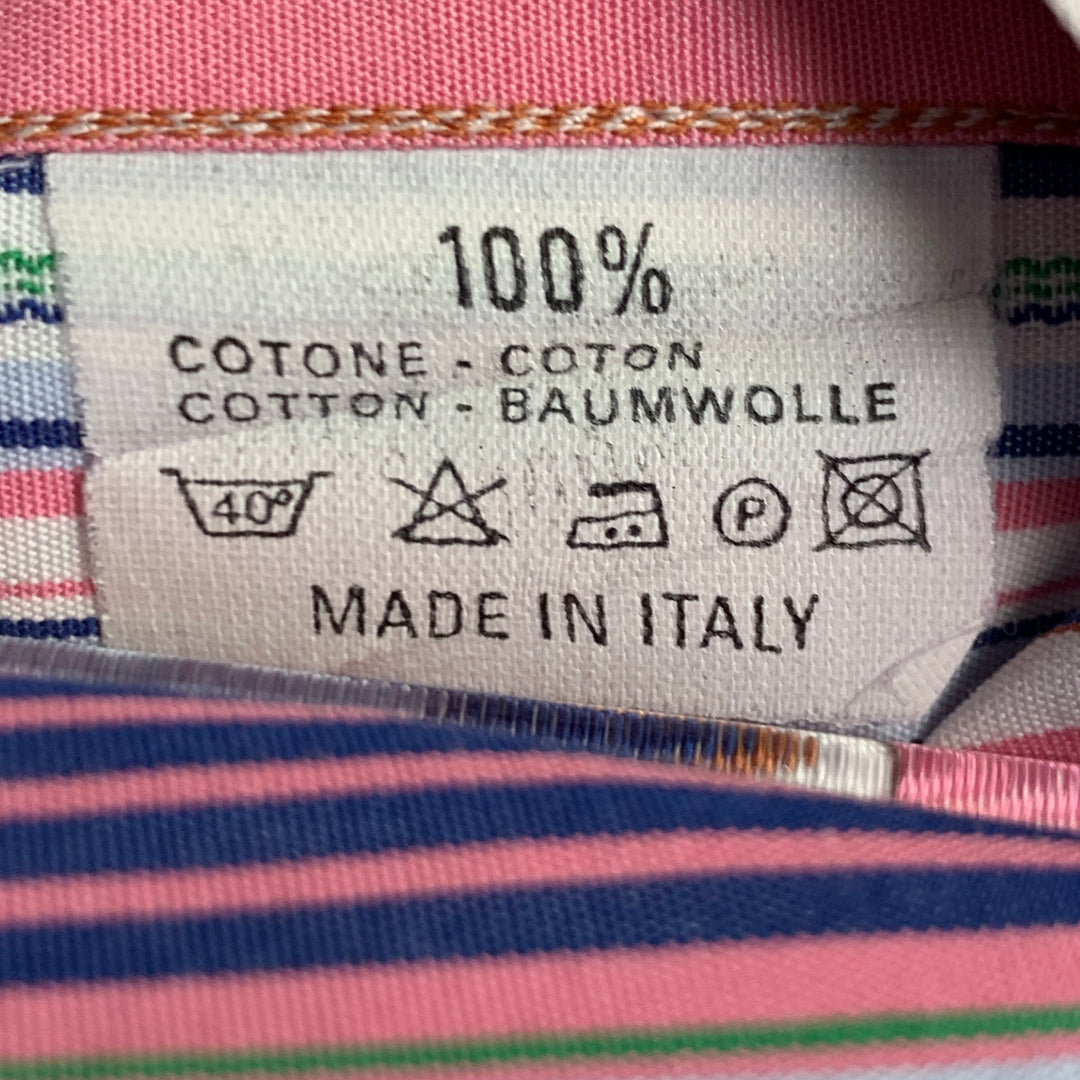 100%
COTONE - COTON
COTTON - BAUMWOLLE
40° P
MADE IN ITALY